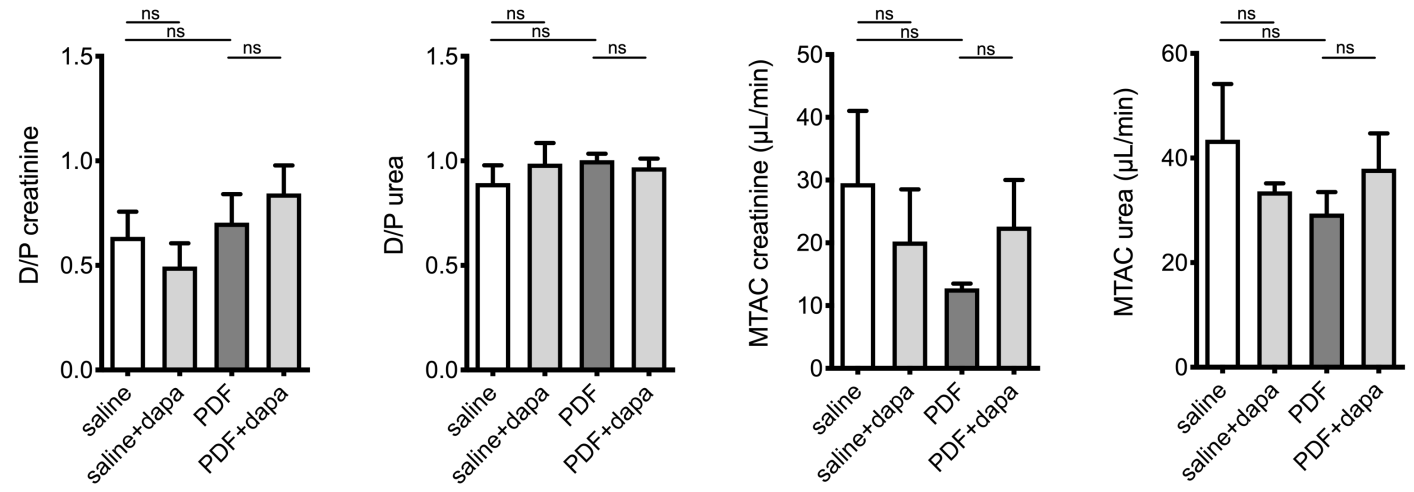 ns
ns
ns
1.5
1.0
0.5
0.0
D/P creatinine
saline
saline+dapa
PDF
PDF+dapa
ns
ns
ns
1.5
1.0
0.5
0.0
D/P urea
saline
saline+dapa
PDF
PDF+dapa
ns
ns
ns
50
40
30
20
10
0
MTAC creatinine (µL/min)
saline
saline+dapa
PDF
PDF+dapa
ns
ns
ns
60
40
20
0
MTAC urea (µL/min)
saline
saline+dapa
PDF
PDF+dapa